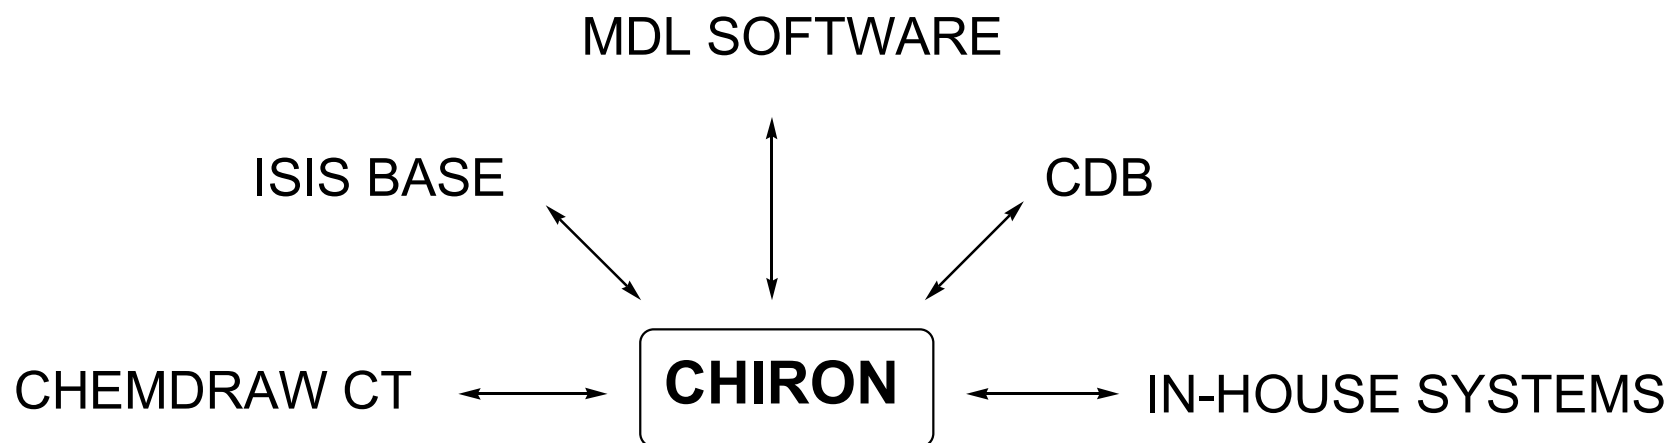 MDL SOFTWARE
ISIS BASE
CDB
CHEMDRAW CT
CHIRON
IN-HOUSE SYSTEMS